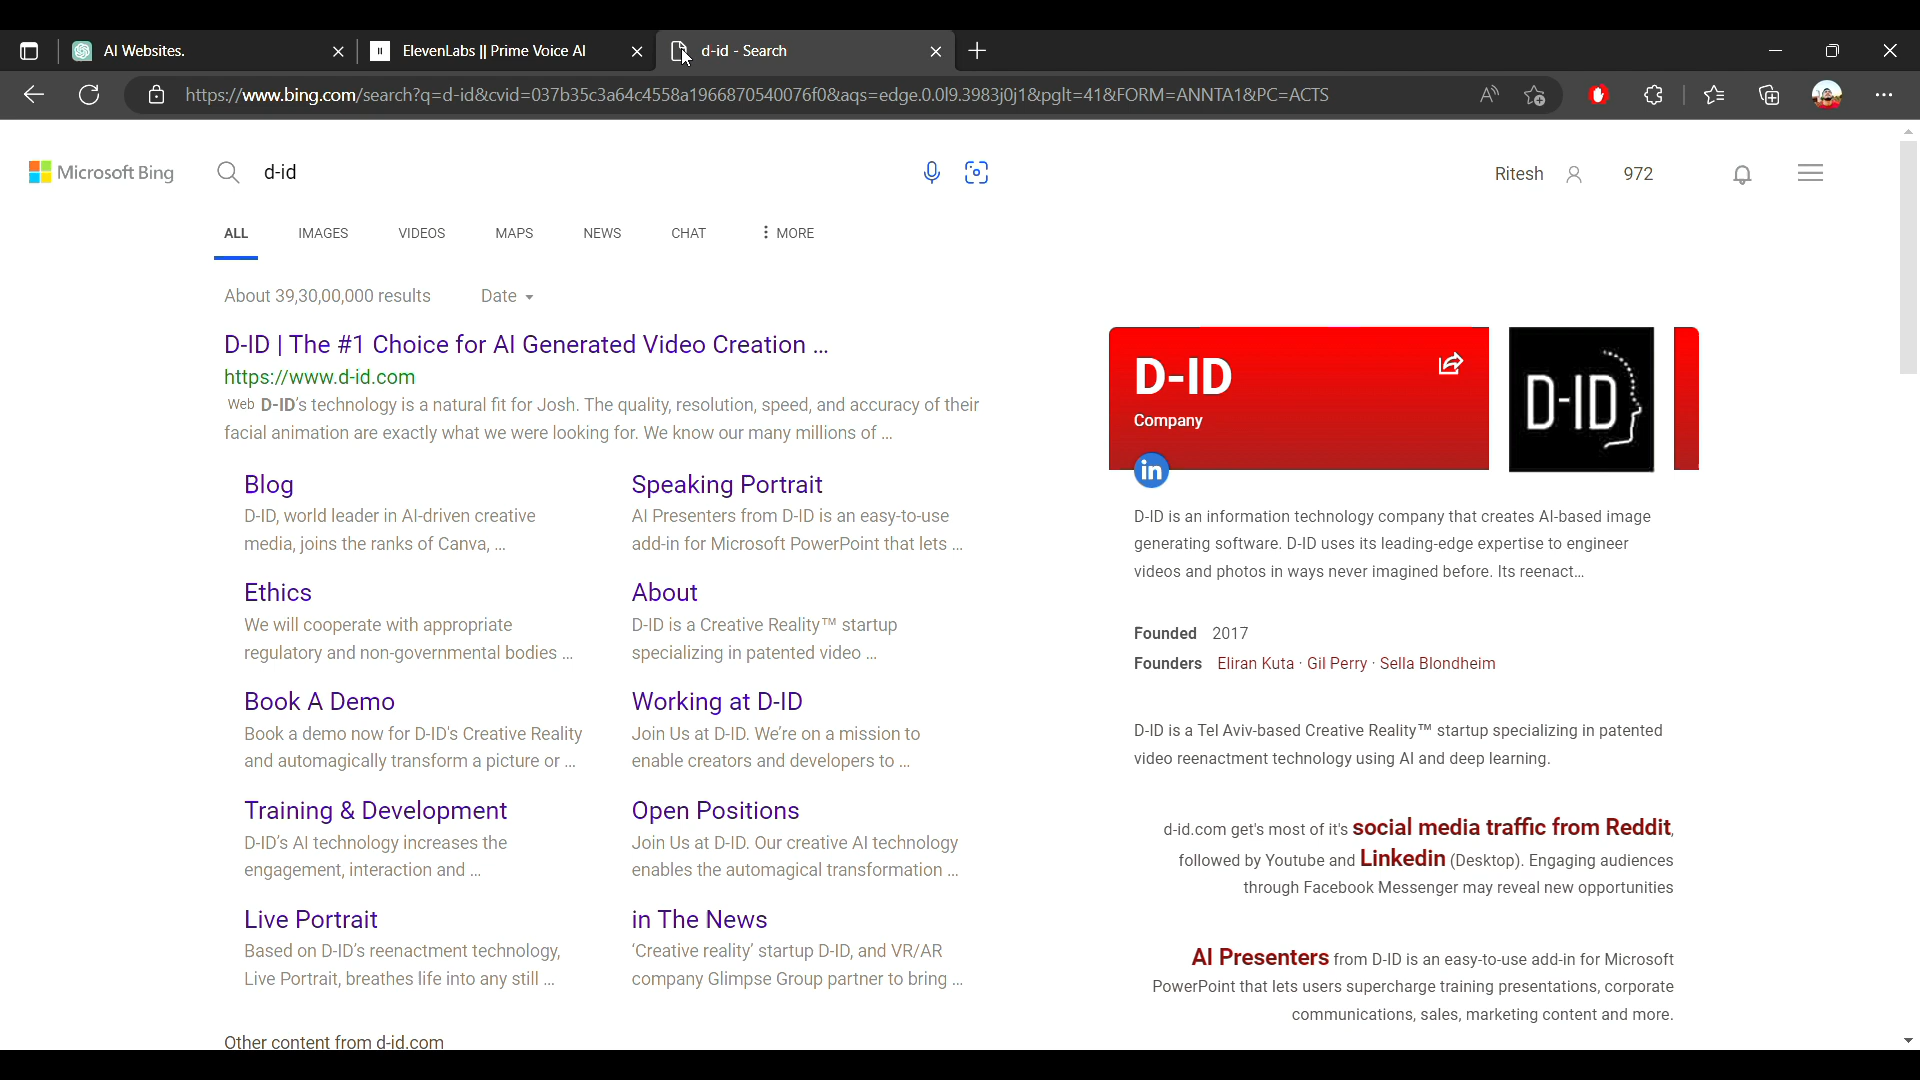 AI Websites.
ElevenLabs || Prime Voice AI
d-id - Search
https://www.bing.com/search?q=d-id&cvid=037b35c3a64c4558a1966870540076f0&aqs=edge.0.0l9.3983j0j1&pglt=41&FORM=ANNTA1&PC=ACTS
Microsoft Bing
d-id
Ritesh
972
ALL
IMAGES
VIDEOS
MAPS
NEWS
CHAT
MORE
About 39,30,00,000 results
Date
D-ID | The #1 Choice for AI Generated Video Creation ...
https://www.d-id.com
Web D-ID's technology is a natural fit for Josh. The quality, resolution, speed, and accuracy of their
facial animation are exactly what we were looking for. We know our many millions of ...
Blog
D-ID, world leader in AI-driven creative
media, joins the ranks of Canva, ...
Speaking Portrait
AI Presenters from D-ID is an easy-to-use
add-in for Microsoft PowerPoint that lets ...
Ethics
We will cooperate with appropriate
regulatory and non-governmental bodies ...
About
D-ID is a Creative Reality™ startup
specializing in patented video ...
Book A Demo
Book a demo now for D-ID's Creative Reality
and automagically transform a picture or ...
Working at D-ID
Join Us at D-ID. We're on a mission to
enable creators and developers to ...
Training & Development
D-ID's AI technology increases the
engagement, interaction and ...
Open Positions
Join Us at D-ID. Our creative AI technology
enables the automagical transformation ...
Live Portrait
Based on D-ID's reenactment technology,
Live Portrait, breathes life into any still ...
in The News
'Creative reality' startup D-ID, and VR/AR
company Glimpse Group partner to bring ...
Other content from d-id.com
D-ID
Company
D-ID
in
D-ID is an information technology company that creates AI-based image
generating software. D-ID uses its leading-edge expertise to engineer
videos and photos in ways never imagined before. Its reenact...
Founded 2017
Founders Eliran Kuta · Gil Perry · Sella Blondheim
D-ID is a Tel Aviv-based Creative Reality™ startup specializing in patented
video reenactment technology using AI and deep learning.
d-id.com get's most of it's social media traffic from Reddit,
followed by Youtube and Linkedin (Desktop). Engaging audiences
through Facebook Messenger may reveal new opportunities
AI Presenters from D-ID is an easy-to-use add-in for Microsoft
PowerPoint that lets users supercharge training presentations, corporate
communications, sales, marketing content and more.